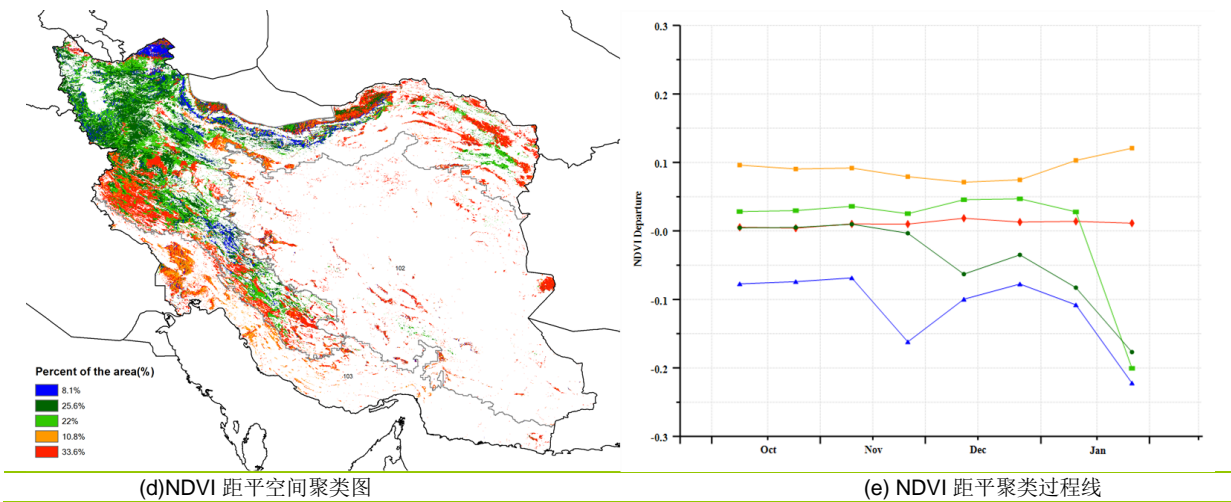 102
103
Percent of the area(%)
8.1%
25.6%
22%
10.8%
33.6%
0.3
0.2
0.1
-0.0
-0.1
-0.2
-0.3
NDVI Departure
Oct Nov Dec Jan
(d)NDVI 距平空间聚类图
(e) NDVI 距平聚类过程线